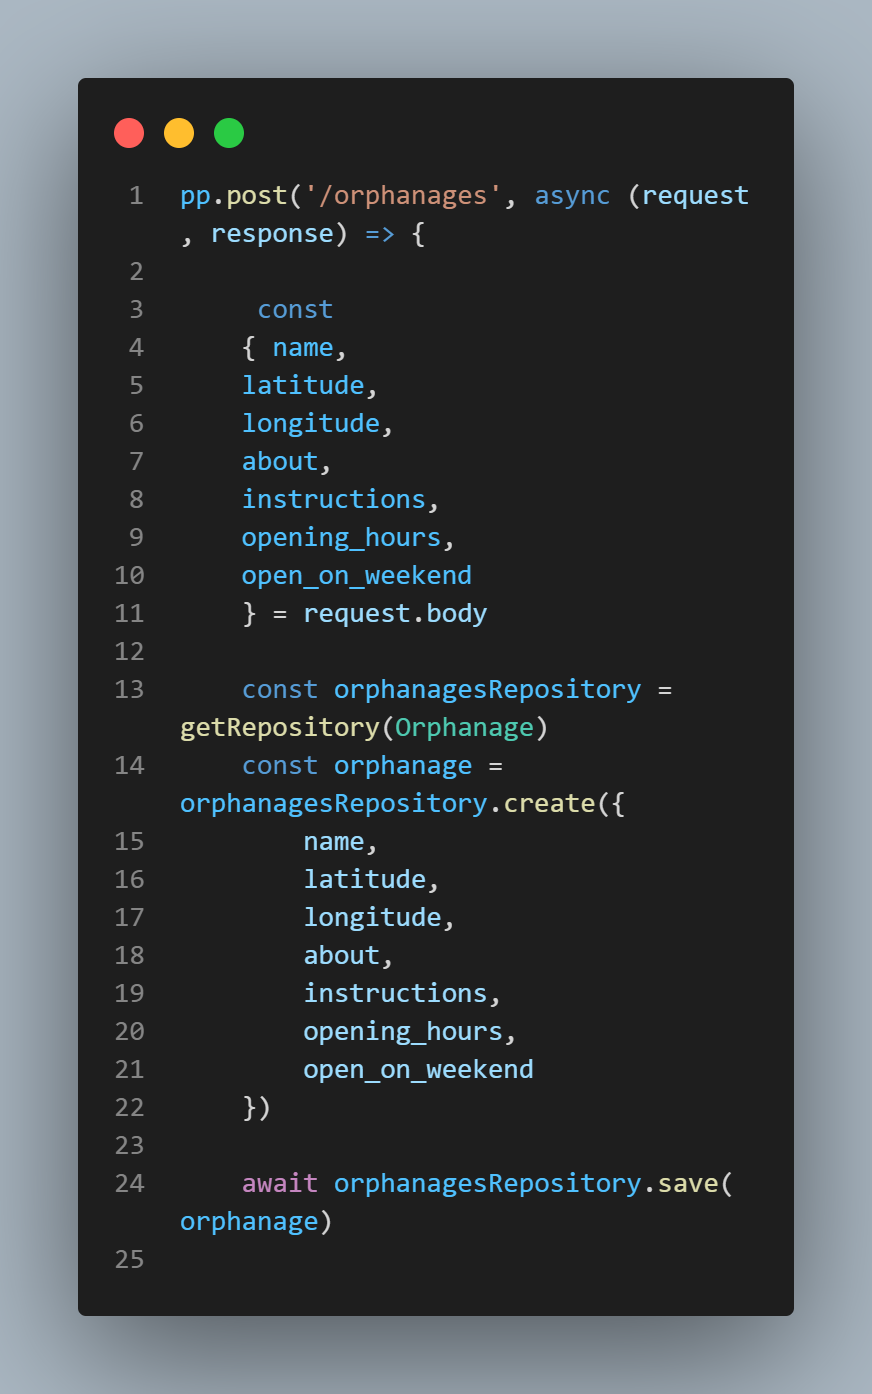 1 pp.post('/orphanages', async (request
, response) => {
2
3 const
4 { name,
5 latitude,
6 longitude,
7 about,
8 instructions,
9 opening_hours,
10 open_on_weekend
11 } = request.body
12
13 const orphanagesRepository =
getRepository(Orphanage)
14 const orphanage =
orphanagesRepository.create({
15 name,
16 latitude,
17 longitude,
18 about,
19 instructions,
20 opening_hours,
21 open_on_weekend
22 })
23
24 await orphanagesRepository.save(
orphanage)
25